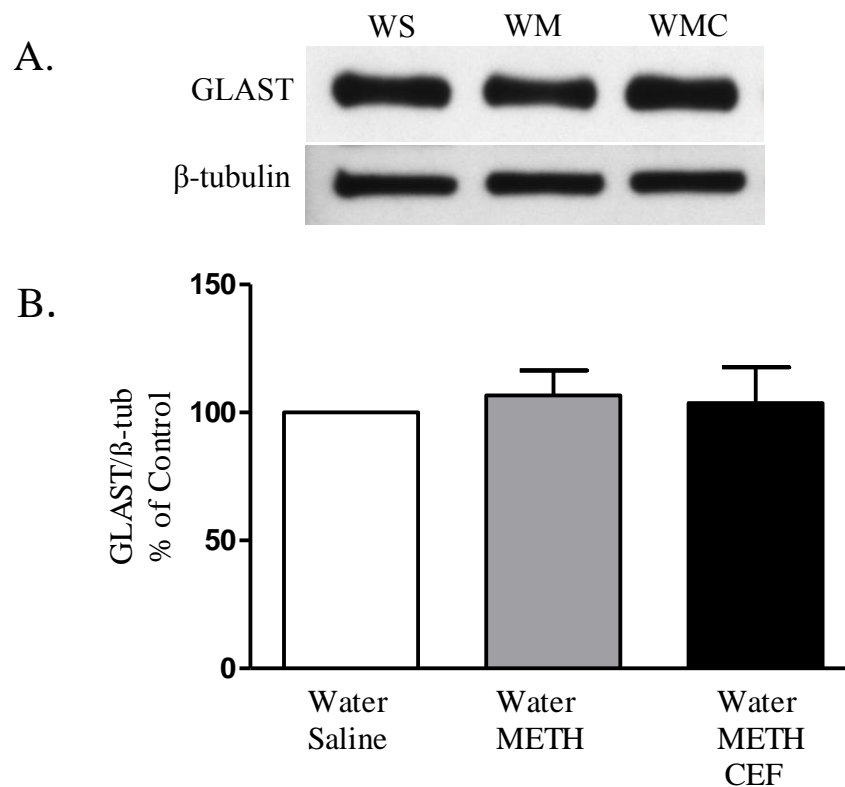 A.
WS WM WMC
GLAST
β-tubulin
B.
GLAST/ß-tub
% of Control
150
100
50
0
Water Water Water
Saline METH METH
CEF